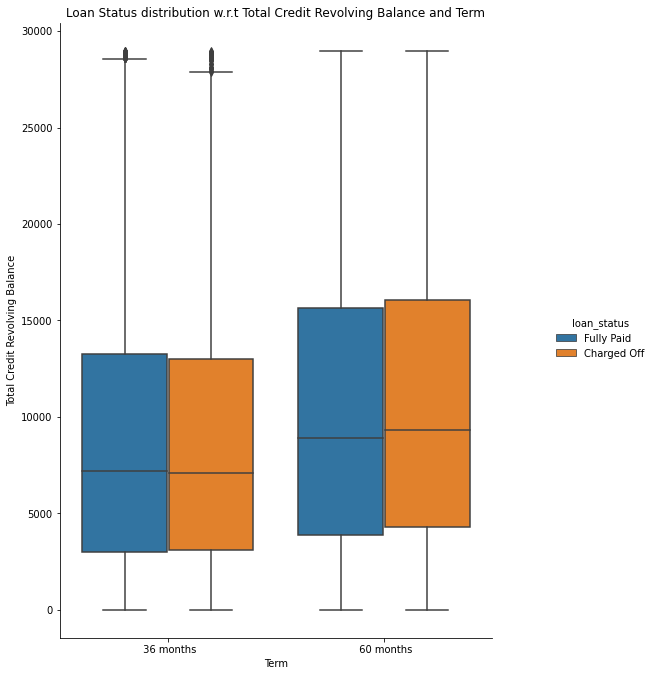 Loan Status distribution w.r.t Total Credit Revolving Balance and Term
30000
25000
20000
15000
10000
5000
0
Total Credit Revolving Balance
36 months
60 months
Term
loan_status
Fully Paid
Charged Off